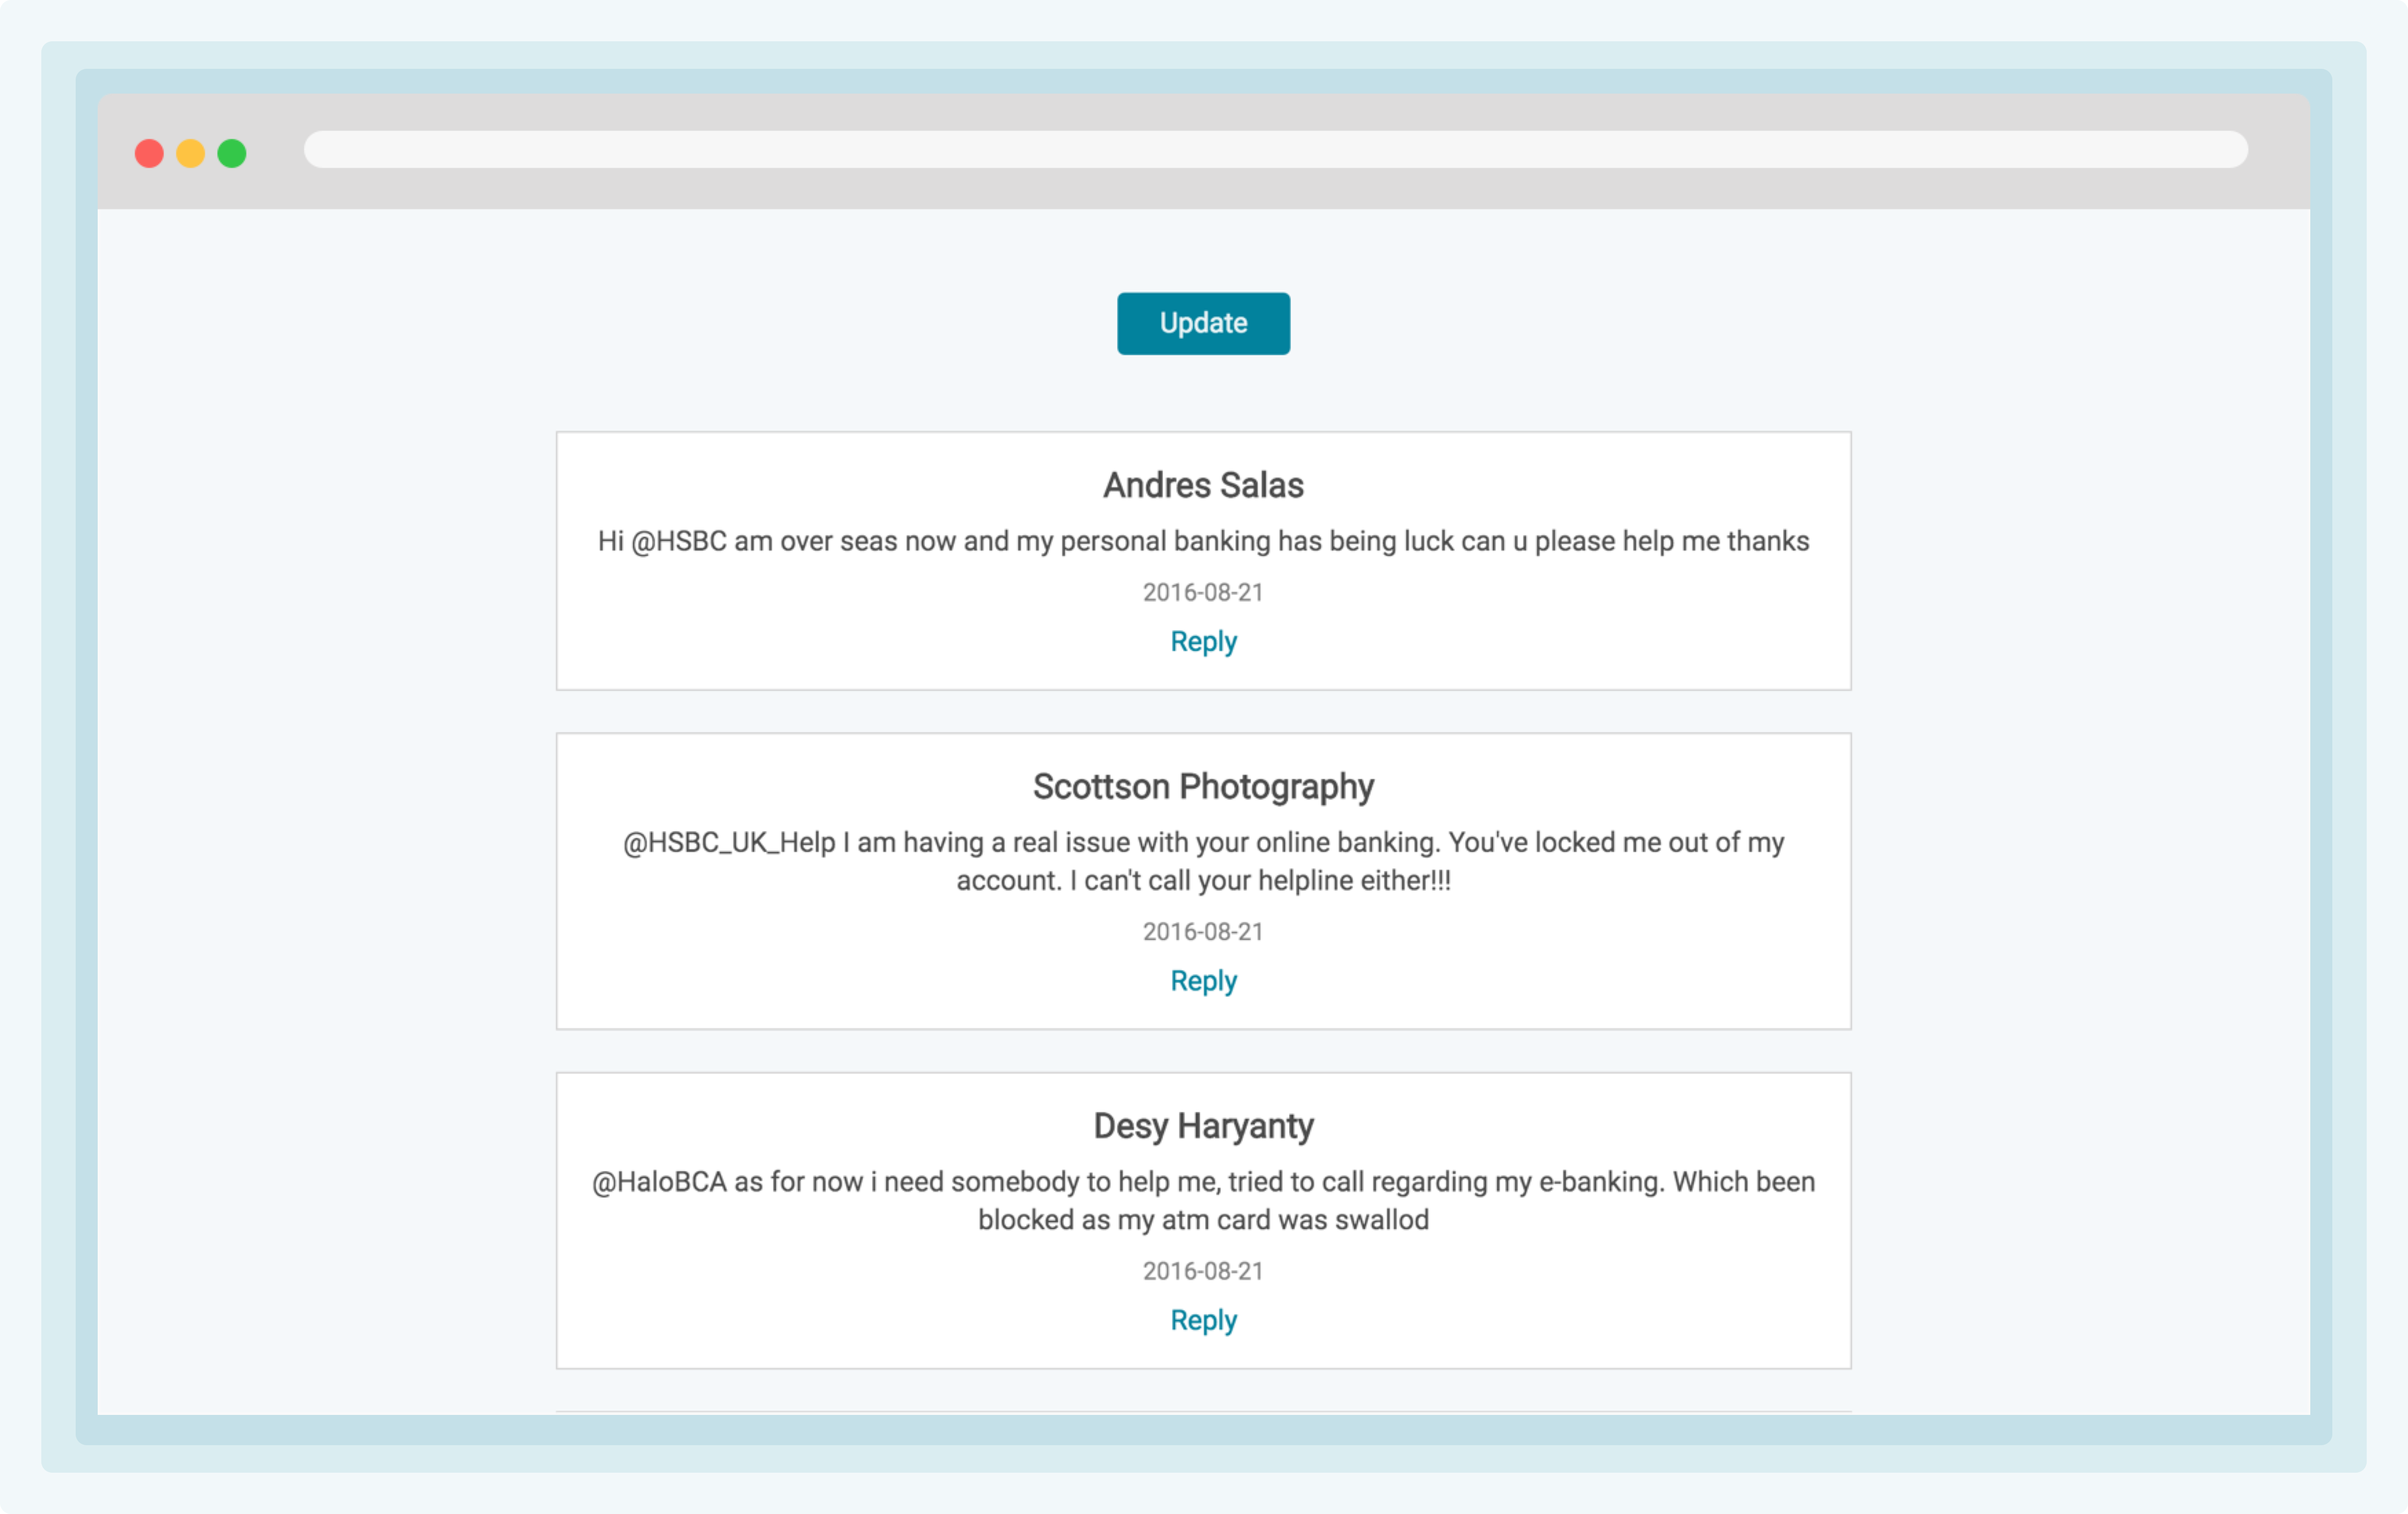 Update
Andres Salas
Hi @HSBC am over seas now and my personal banking has being luck can u please help me thanks
2016-08-21
Reply
Scottson Photography
@HSBC_UK_Help I am having a real issue with your online banking. You've locked me out of my
account. I can't call your helpline either!!!
2016-08-21
Reply
Desy Haryanty
@HaloBCA as for now i need somebody to help me, tried to call regarding my e-banking. Which been
blocked as my atm card was swallod
2016-08-21
Reply